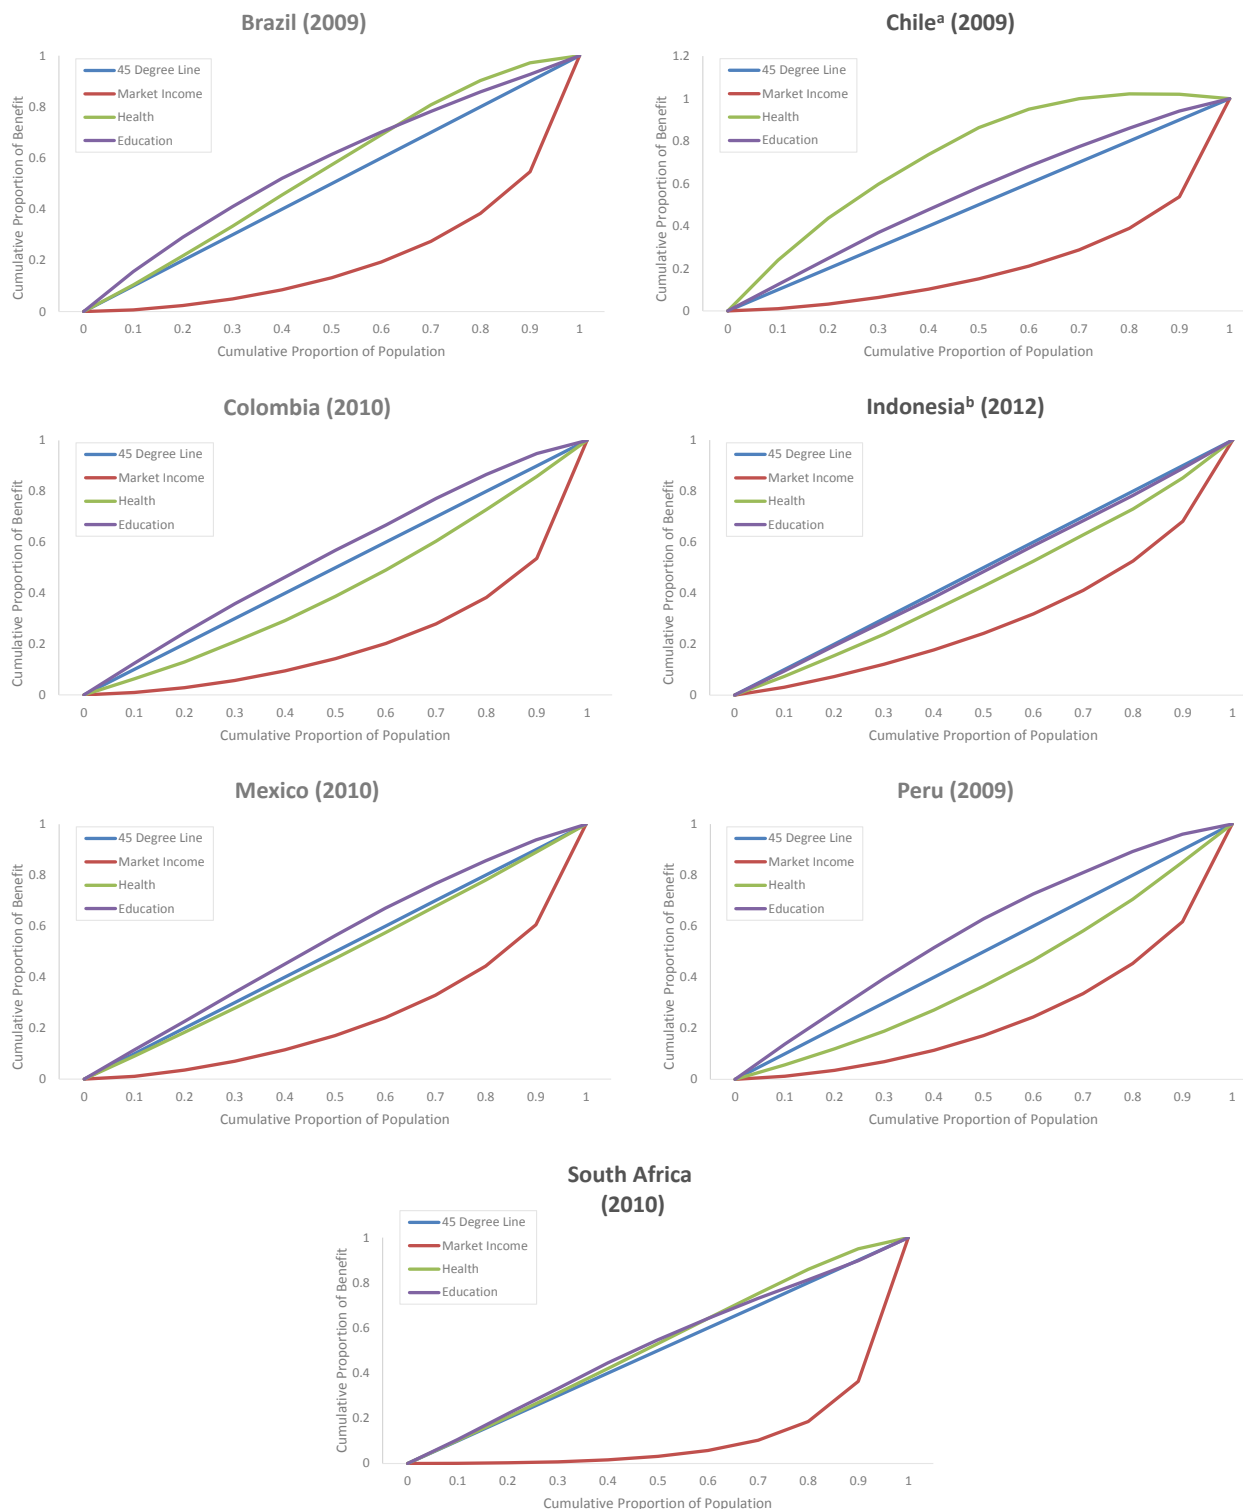 Brazil (2009)
Cumulative Proportion of Benefit
1
0.8
0.6
0.4
0.2
0
45 Degree Line
Market Income
Health
Education
0 0.1 0.2 0.3 0.4 0.5 0.6 0.7 0.8 0.9 1
Cumulative Proportion of Population
Chileᵃ (2009)
Cumulative Proportion of Benefit
1.2
1
0.8
0.6
0.4
0.2
0
45 Degree Line
Market Income
Health
Education
0 0.1 0.2 0.3 0.4 0.5 0.6 0.7 0.8 0.9 1
Cumulative Proportion of Population
Colombia (2010)
Cumulative Proportion of Benefit
1
0.8
0.6
0.4
0.2
0
45 Degree Line
Market Income
Health
Education
0 0.1 0.2 0.3 0.4 0.5 0.6 0.7 0.8 0.9 1
Cumulative Proportion of Population
Indonesiaᵇ (2012)
Cumulative Proportion of Benefit
1
0.8
0.6
0.4
0.2
0
45 Degree Line
Market Income
Health
Education
0 0.1 0.2 0.3 0.4 0.5 0.6 0.7 0.8 0.9 1
Cumulative Proportion of Population
Mexico (2010)
Cumulative Proportion of Benefit
1
0.8
0.6
0.4
0.2
0
45 Degree Line
Market Income
Health
Education
0 0.1 0.2 0.3 0.4 0.5 0.6 0.7 0.8 0.9 1
Cumulative Proportion of Population
Peru (2009)
Cumulative Proportion of Benefit
1
0.8
0.6
0.4
0.2
0
45 Degree Line
Market Income
Health
Education
0 0.1 0.2 0.3 0.4 0.5 0.6 0.7 0.8 0.9 1
Cumulative Proportion of Population
South Africa
(2010)
Cumulative Proportion of Benefit
1
0.8
0.6
0.4
0.2
0
45 Degree Line
Market Income
Health
Education
0 0.1 0.2 0.3 0.4 0.5 0.6 0.7 0.8 0.9 1
Cumulative Proportion of Population